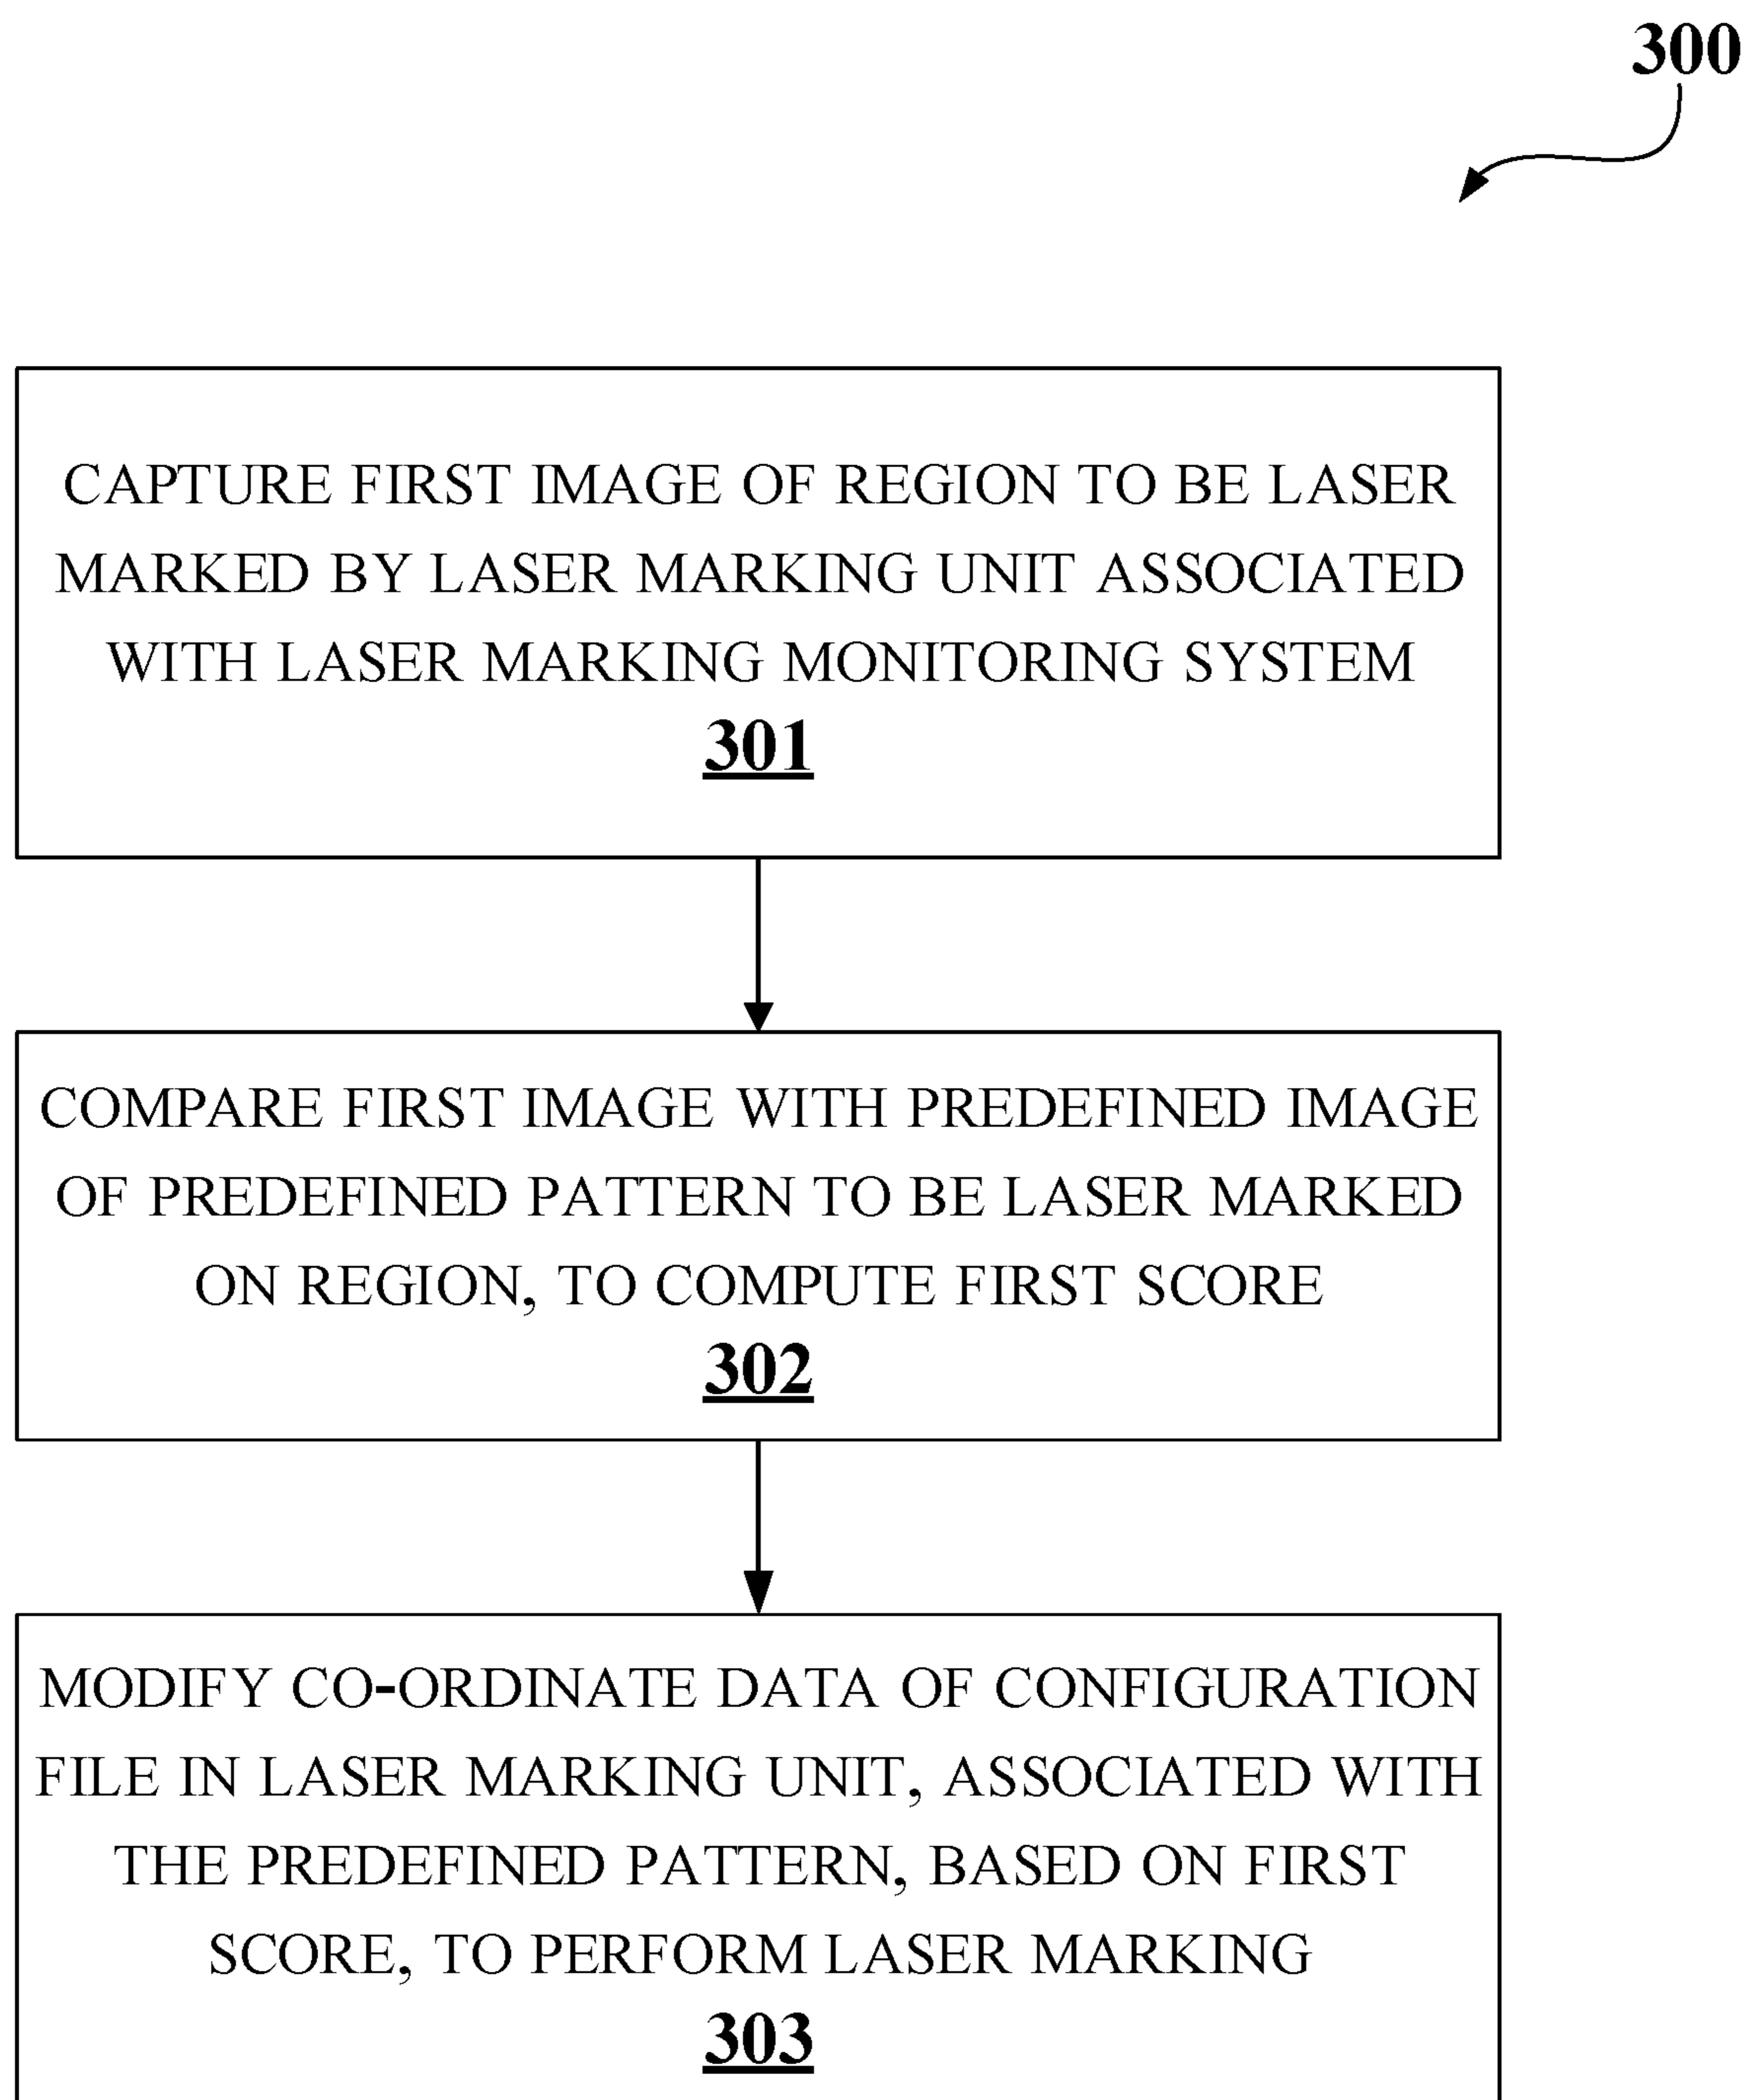 300
CAPTURE FIRST IMAGE OF REGION TO BE LASER
MARKED BY LASER MARKING UNIT ASSOCIATED
WITH LASER MARKING MONITORING SYSTEM
301
COMPARE FIRST IMAGE WITH PREDEFINED IMAGE
OF PREDEFINED PATTERN TO BE LASER MARKED
ON REGION, TO COMPUTE FIRST SCORE
302
MODIFY CO-ORDINATE DATA OF CONFIGURATION
FILE IN LASER MARKING UNIT, ASSOCIATED WITH
THE PREDEFINED PATTERN, BASED ON FIRST
SCORE, TO PERFORM LASER MARKING
303